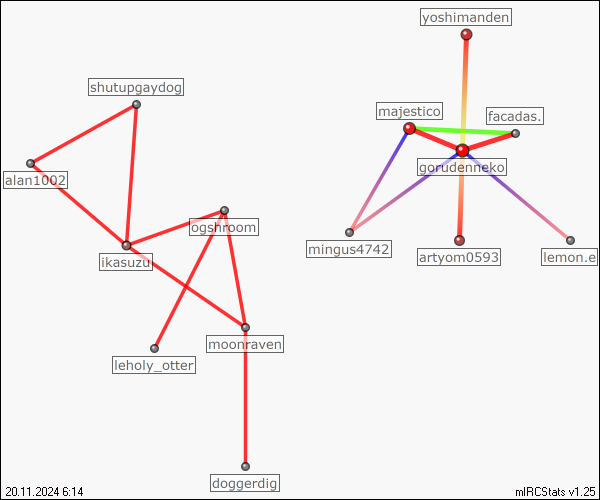 yoshimanden
shutupgaydog
majestico
facadas.
gorudenneko
alan1002
ogshroom
mingus4742
artyom0593
lemon.e
ikasuzu
moonraven
leholy_otter
doggerdig
20.11.2024 6:14
mIRCStats v1.25